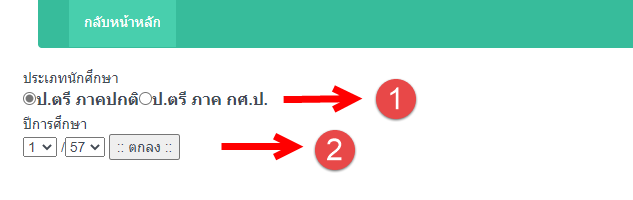 กลับหน้าหลัก
ประเภทนักศึกษา
ป.ตรี ภาคปกติ ป.ตรี ภาค กศ.ป. 1
ปีการศึกษา
1 / 57 :: ตกลง :: 2